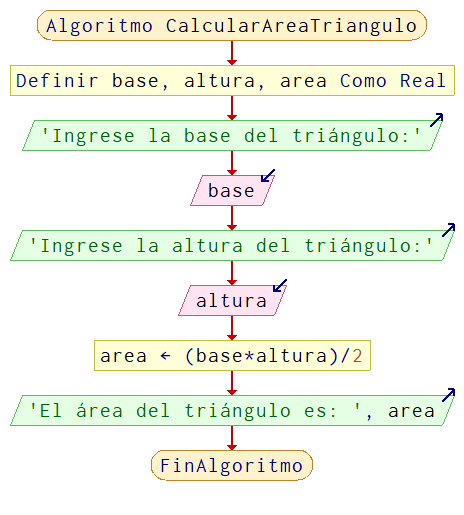 Algoritmo CalcularAreaTriangulo
Definir base, altura, area Como Real
'Ingrese la base del triángulo:'
base
'Ingrese la altura del triángulo:'
altura
area ← (base*altura)/2
'El área del triángulo es: ', area
FinAlgoritmo